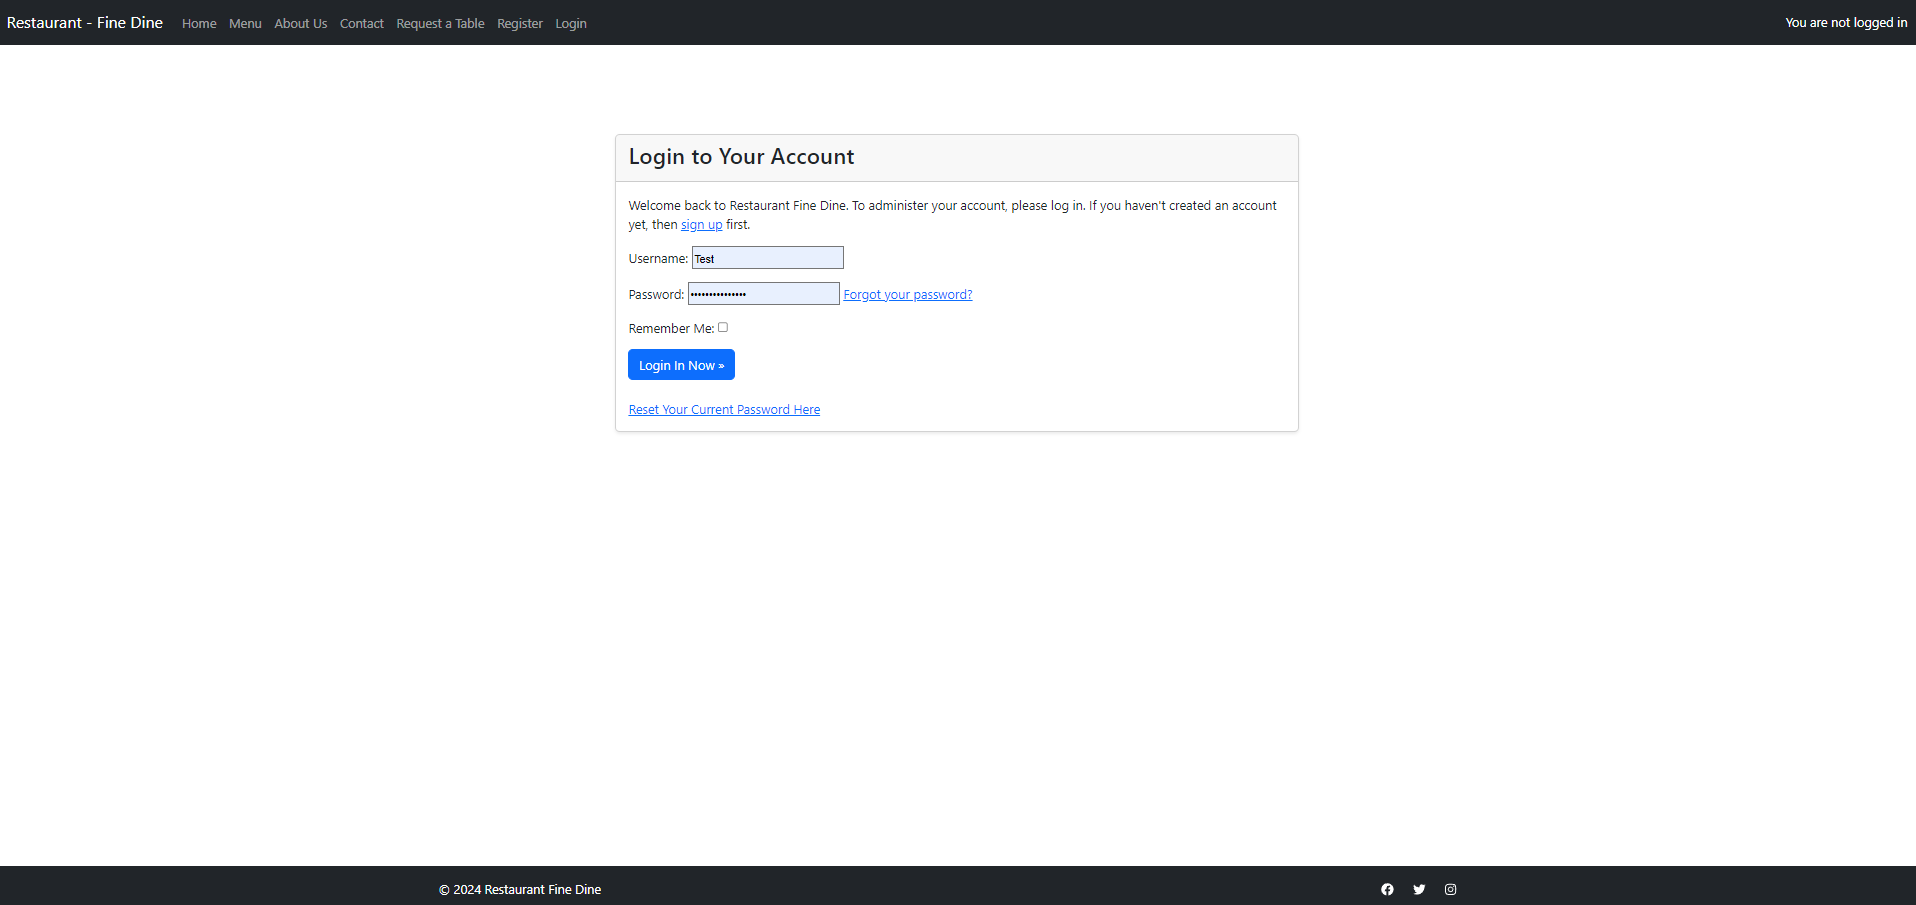 Restaurant - Fine Dine Home Menu About Us Contact Request a Table Register Login You are not logged in
Login to Your Account
Welcome back to Restaurant Fine Dine. To administer your account, please log in. If you haven't created an account
yet, then sign up first.
Username: Test
Password: ••••••••••••••• Forgot your password?
Remember Me:
Login In Now »
Reset Your Current Password Here
© 2024 Restaurant Fine Dine